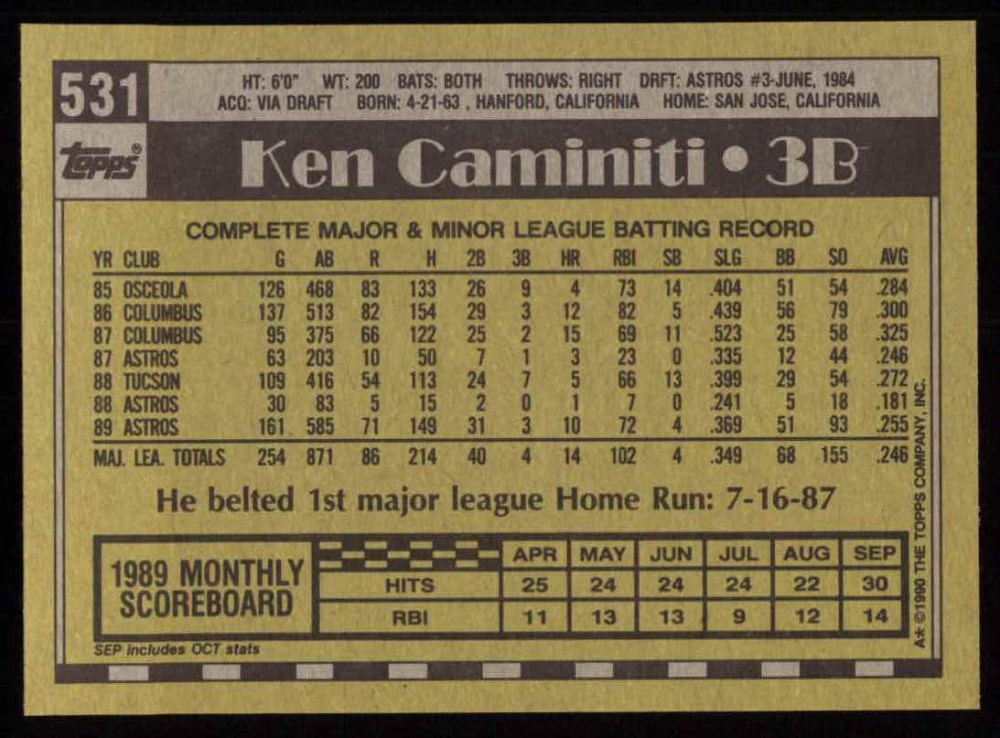 531
HT: 6'0" WT: 200 BATS: BOTH THROWS: RIGHT DRFT: ASTROS #3-JUNE, 1984
ACQ: VIA DRAFT BORN: 4-21-63 , HANFORD, CALIFORNIA HOME: SAN JOSE, CALIFORNIA
Topps®
Ken Caminiti • 3B
COMPLETE MAJOR & MINOR LEAGUE BATTING RECORD
YR CLUB G AB R H 2B 3B HR RBI SB SLG BB SO AVG
85 OSCEOLA 126 468 83 133 26 9 4 73 14 .404 51 54 .284
86 COLUMBUS 137 513 82 154 29 3 12 82 5 .439 56 79 .300
87 COLUMBUS 95 375 66 122 25 2 15 69 11 .523 25 58 .325
87 ASTROS 63 203 10 50 7 1 3 23 0 .335 12 44 .246
88 TUCSON 109 416 54 113 24 7 5 66 13 .399 29 54 .272
88 ASTROS 30 83 5 15 2 0 1 7 0 .241 5 18 .181
89 ASTROS 161 585 71 149 31 3 10 72 4 .369 51 93 .255
MAJ. LEA. TOTALS 254 871 86 214 40 4 14 102 4 .349 68 155 .246
He belted 1st major league Home Run: 7-16-87
1989 MONTHLY
SCOREBOARD
APR MAY JUN JUL AUG SEP
HITS 25 24 24 24 22 30
RBI 11 13 13 9 12 14
SEP includes OCT stats
A* ©1990 THE TOPPS COMPANY, INC.